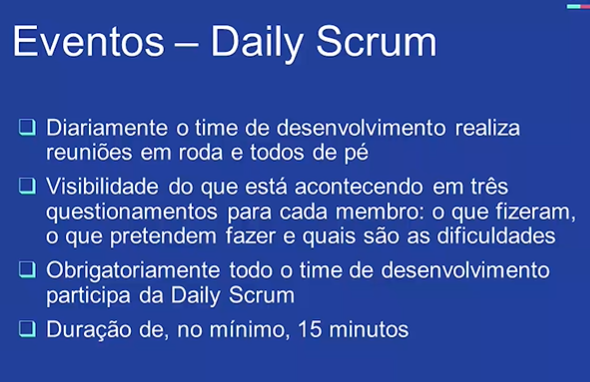 Eventos – Daily Scrum
❑ Diariamente o time de desenvolvimento realiza
reuniões em roda e todos de pé
❑ Visibilidade do que está acontecendo em três
questionamentos para cada membro: o que fizeram,
o que pretendem fazer e quais são as dificuldades
❑ Obrigatoriamente todo o time de desenvolvimento
participa da Daily Scrum
❑ Duração de, no mínimo, 15 minutos